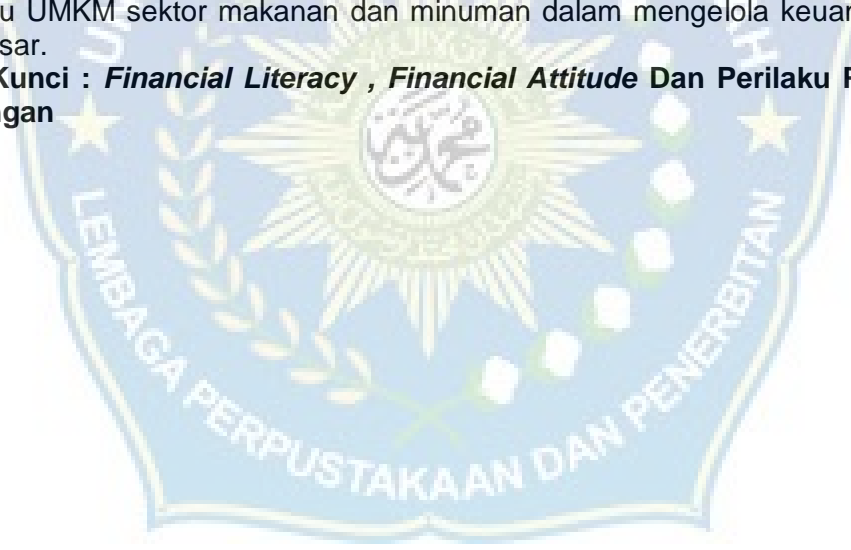 u UMKM sektor makanan dan minuman dalam mengelola keuan
sar.
Kunci : Financial Literacy , Financial Attitude Dan Perilaku P
gan
LEMBAGA PERPUSTAKAAN DAN PENERBITAN